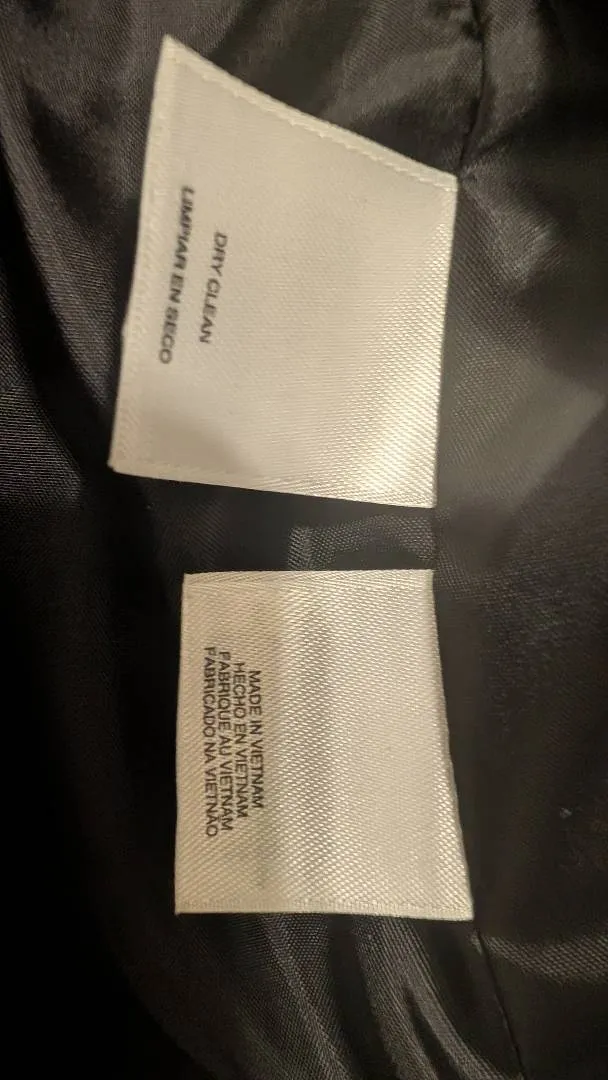 DRY CLEAN
LIMPIAR EN SECO
MADE IN VIETNAM
HECHO EN VIETNAM
FABRIQUE AU VIETNAM
FABRICADO NA VIETNÃO